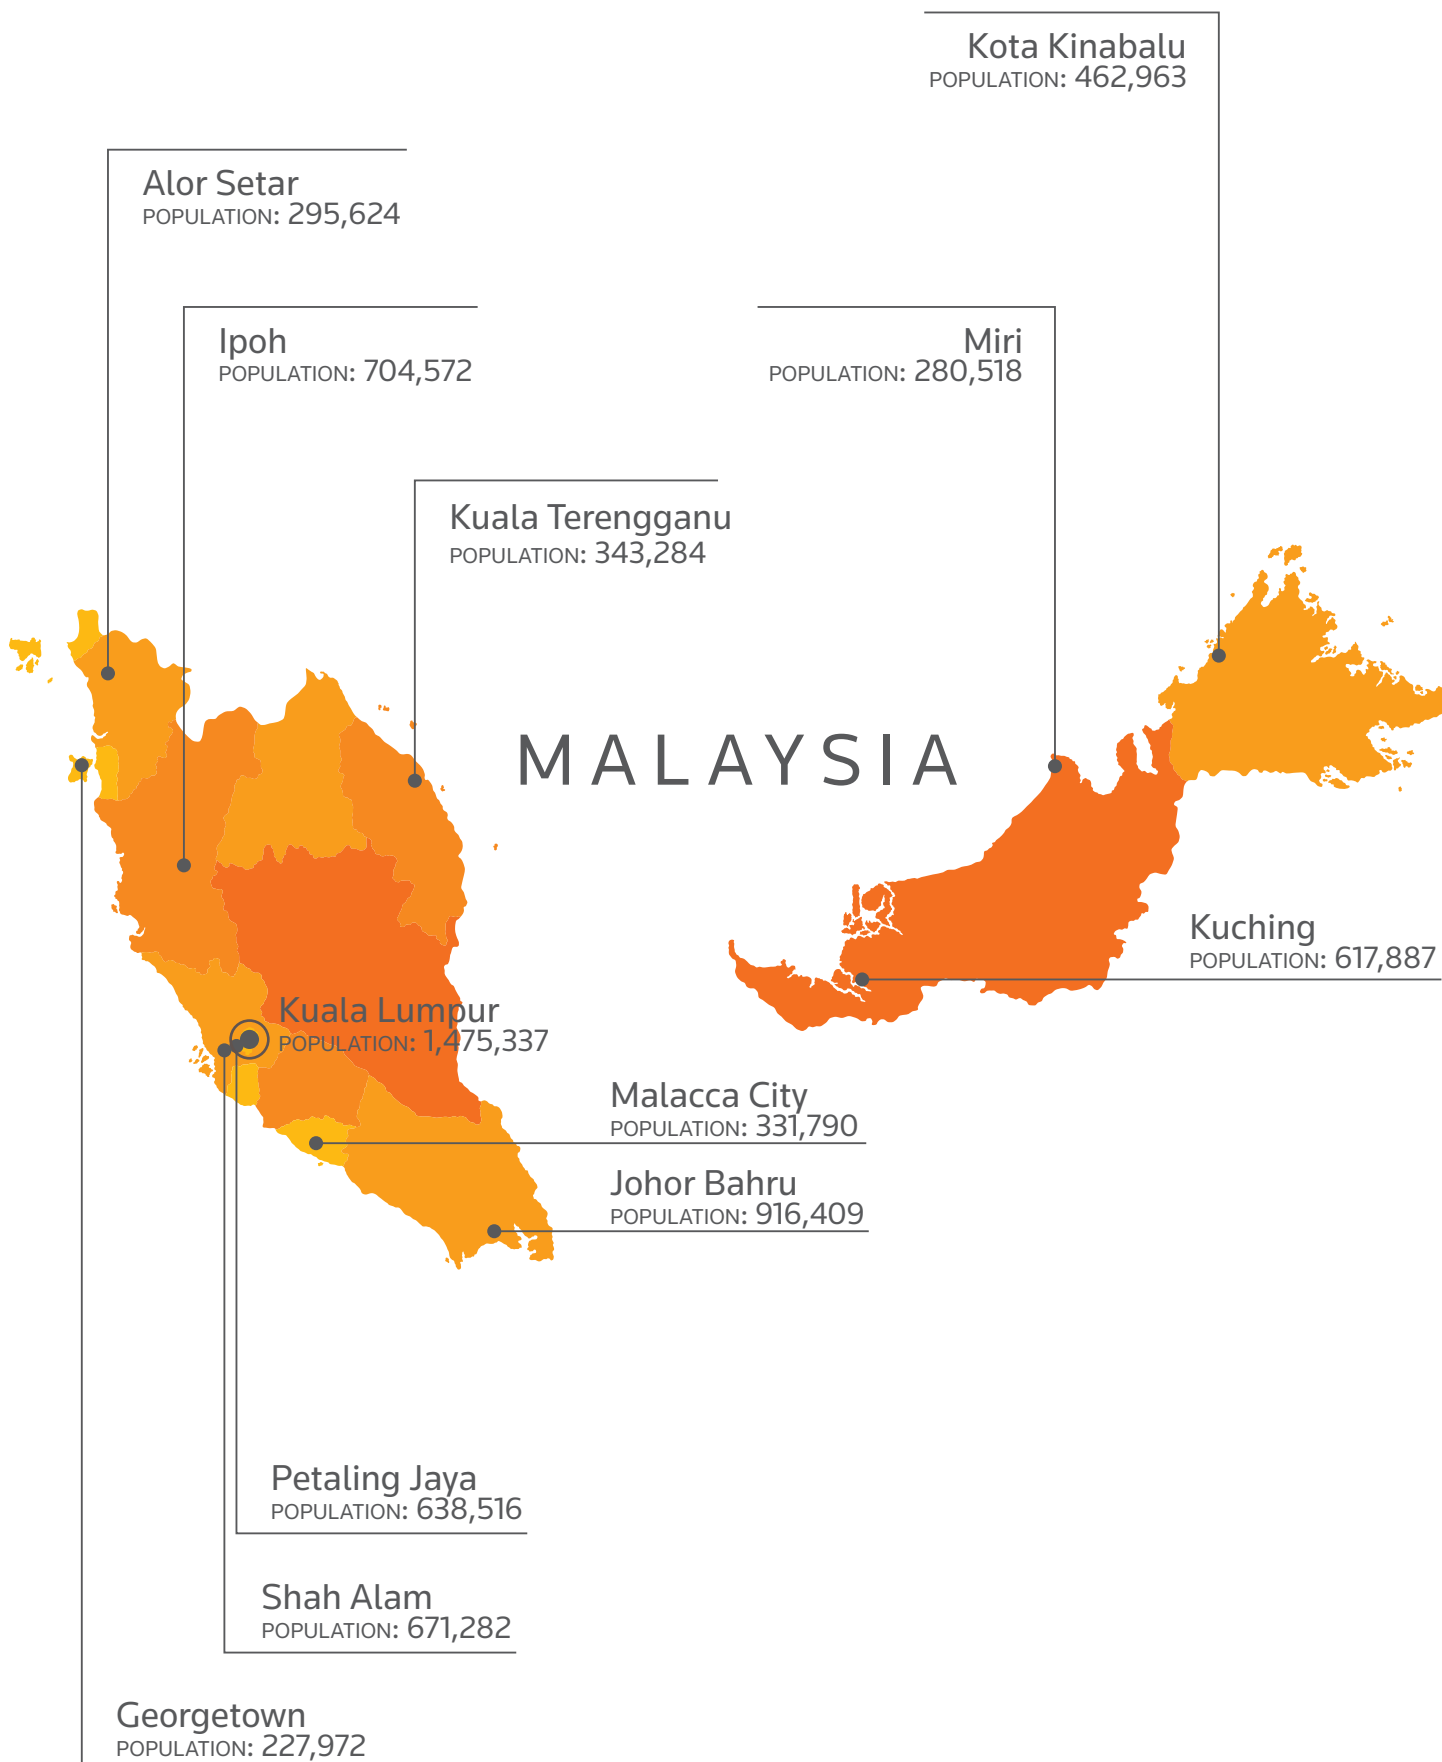 Kota Kinabalu
POPULATION: 462,963
Alor Setar
POPULATION: 295,624
Ipoh
POPULATION: 704,572
Miri
POPULATION: 280,518
Kuala Terengganu
POPULATION: 343,284
MALAYSIA
Kuching
POPULATION: 617,887
Kuala Lumpur
POPULATION: 1,475,337
Malacca City
POPULATION: 331,790
Johor Bahru
POPULATION: 916,409
Petaling Jaya
POPULATION: 638,516
Shah Alam
POPULATION: 671,282
Georgetown
POPULATION: 227,972